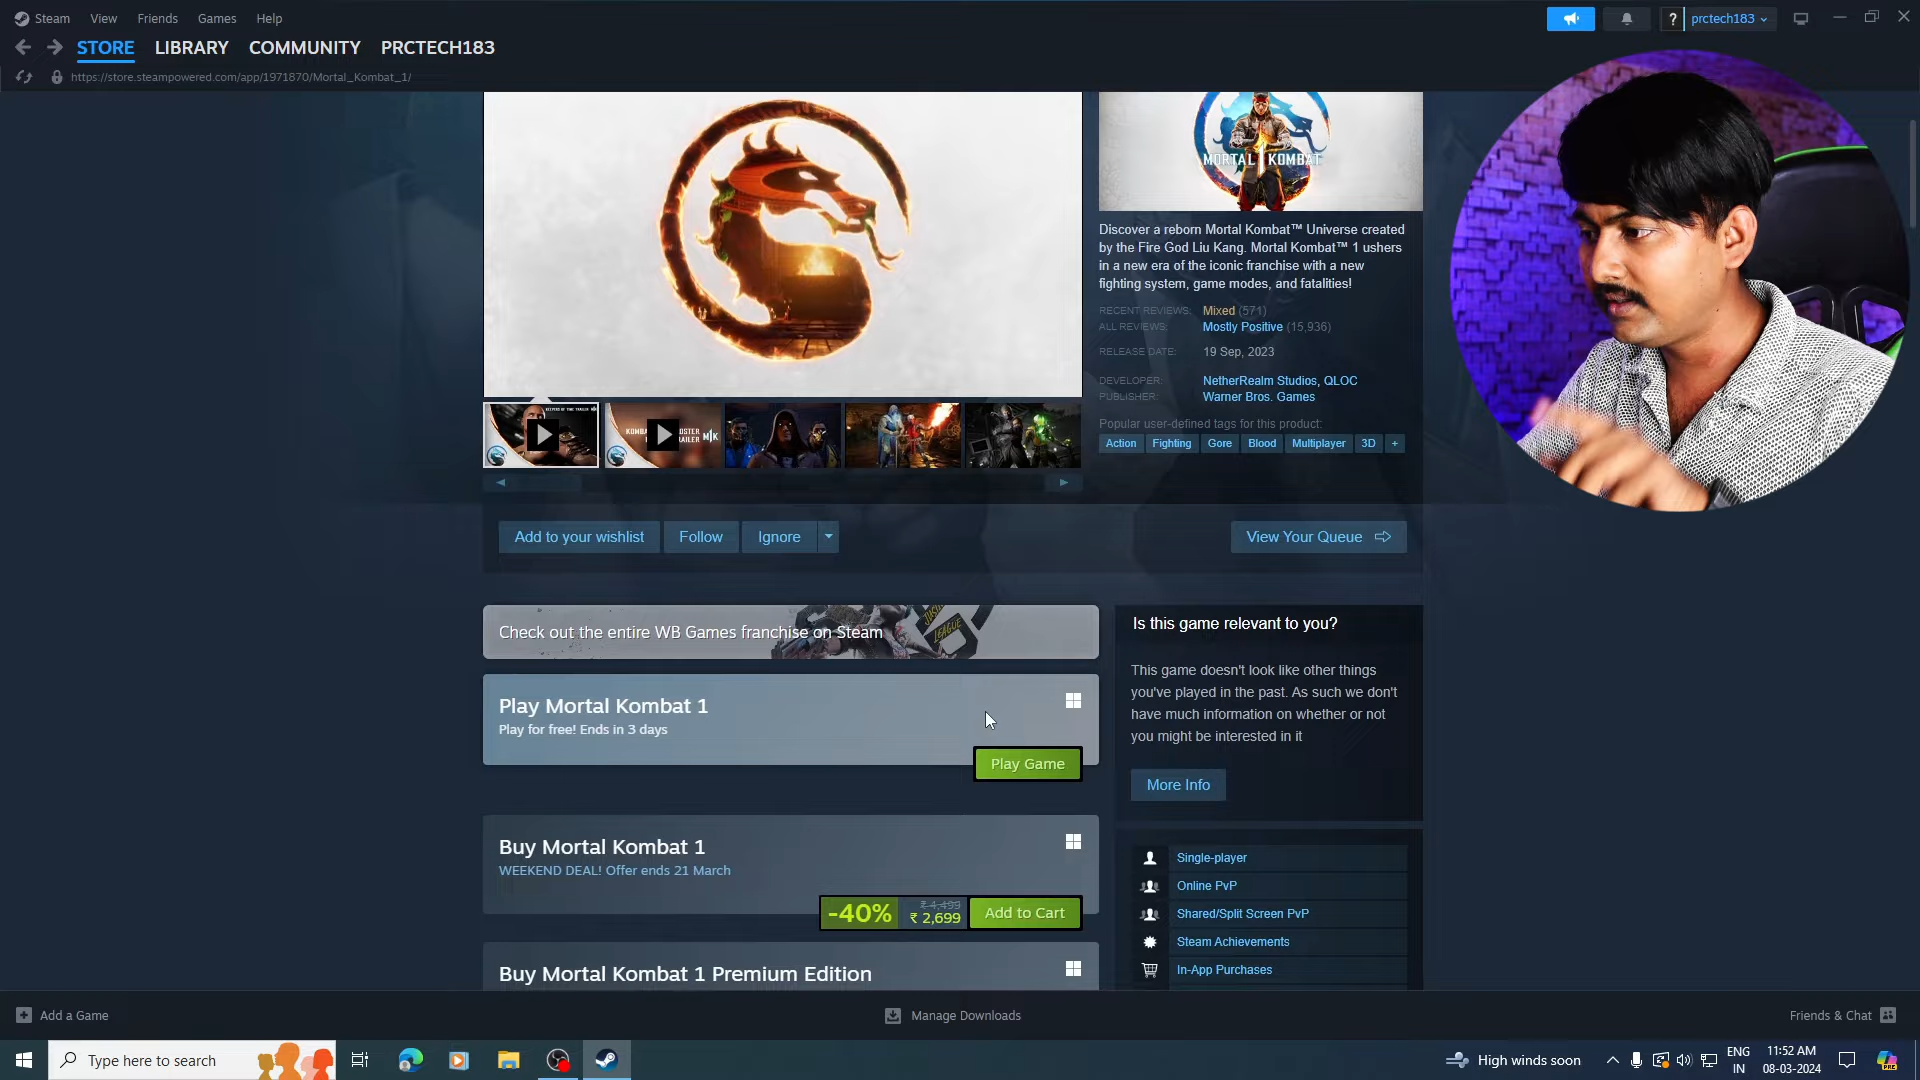 Steam View Friends Games Help
? prctech183
STORE LIBRARY COMMUNITY PRCTECH183
https://store.steampowered.com/app/1971870/Mortal_Kombat_1/
MORTAL KOMBAT 1
Discover a reborn Mortal Kombat™ Universe created
by the Fire God Liu Kang. Mortal Kombat™ 1 ushers
in a new era of the iconic franchise with a new
fighting system, game modes, and fatalities!
RECENT REVIEWS: Mixed (571)
ALL REVIEWS: Mostly Positive (15,936)
RELEASE DATE: 19 Sep, 2023
DEVELOPER: NetherRealm Studios, QLOC
PUBLISHER: Warner Bros. Games
Popular user-defined tags for this product:
Action Fighting Gore Blood Multiplayer 3D +
Add to your wishlist Follow Ignore View Your Queue
Check out the entire WB Games franchise on Steam
Is this game relevant to you?
This game doesn't look like other things
you've played in the past. As such we don't
have much information on whether or not
you might be interested in it
More Info
Play Mortal Kombat 1
Play for free! Ends in 3 days
Play Game
Buy Mortal Kombat 1
WEEKEND DEAL! Offer ends 21 March
-40% ₹ 4,499 ₹ 2,699 Add to Cart
Buy Mortal Kombat 1 Premium Edition
Single-player
Online PvP
Shared/Split Screen PvP
Steam Achievements
In-App Purchases
Add a Game Manage Downloads Friends & Chat
Type here to search
High winds soon
ENG
IN
11:52 AM
08-03-2024